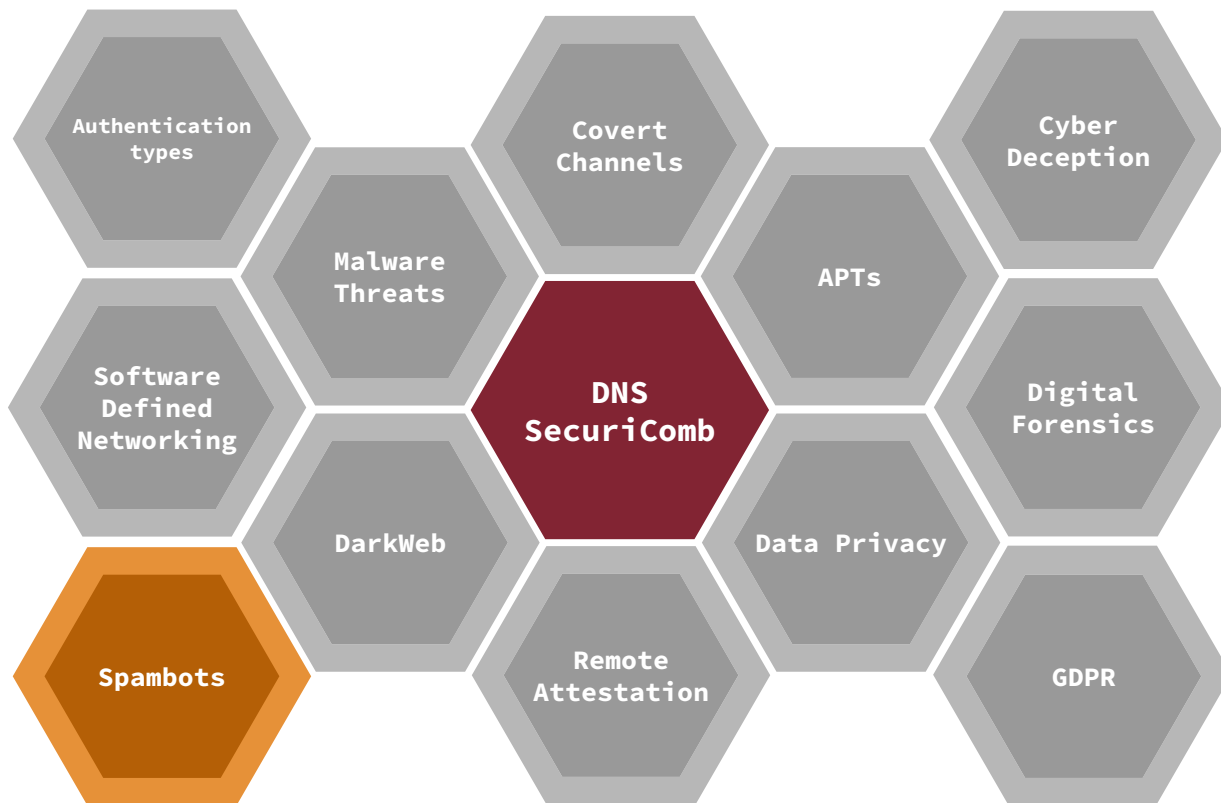 Authentication
types
Covert
Channels
Cyber
Deception
Malware
Threats
APTs
Software
Defined
Networking
DNS
SecuriComb
Digital
Forensics
DarkWeb
Data Privacy
Spambots
Remote
Attestation
GDPR